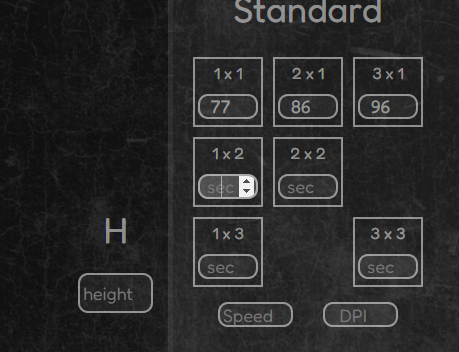 Standard
1 x 1 2 x 1 3 x 1
77 86 96
1 x 2 2 x 2
sec sec
H 1 x 3 3 x 3
height sec sec
Speed DPI